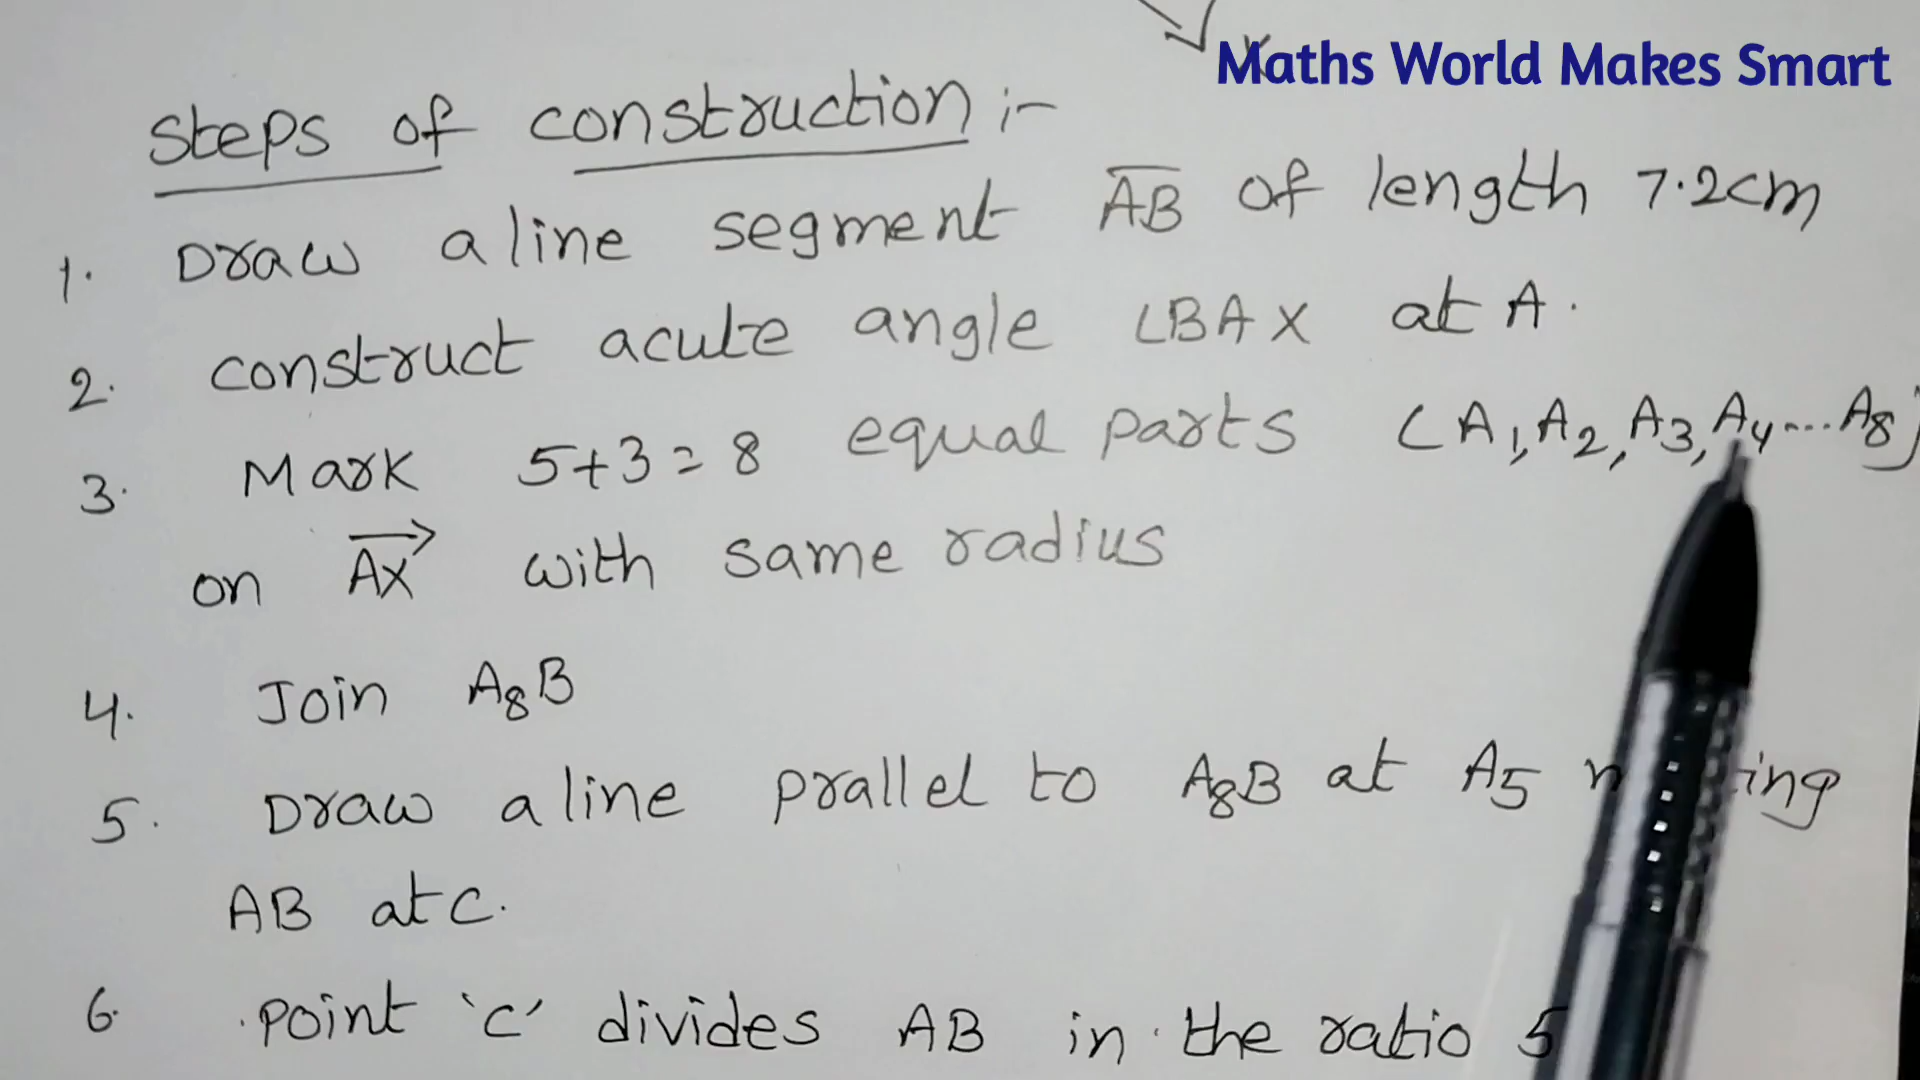 Maths World Makes Smart
Steps of construction :-
1. Draw a line segment AB of length 7.2cm
2. construct acute angle ∠BAX at A.
3. Mark 5+3=8 equal parts (A1, A2, A3, A4...A8)
on AX with same radius
4. Join A8B
5. Draw a line prallel to A8B at A5
AB at C.
6. point 'c' divides AB in the ratio 5